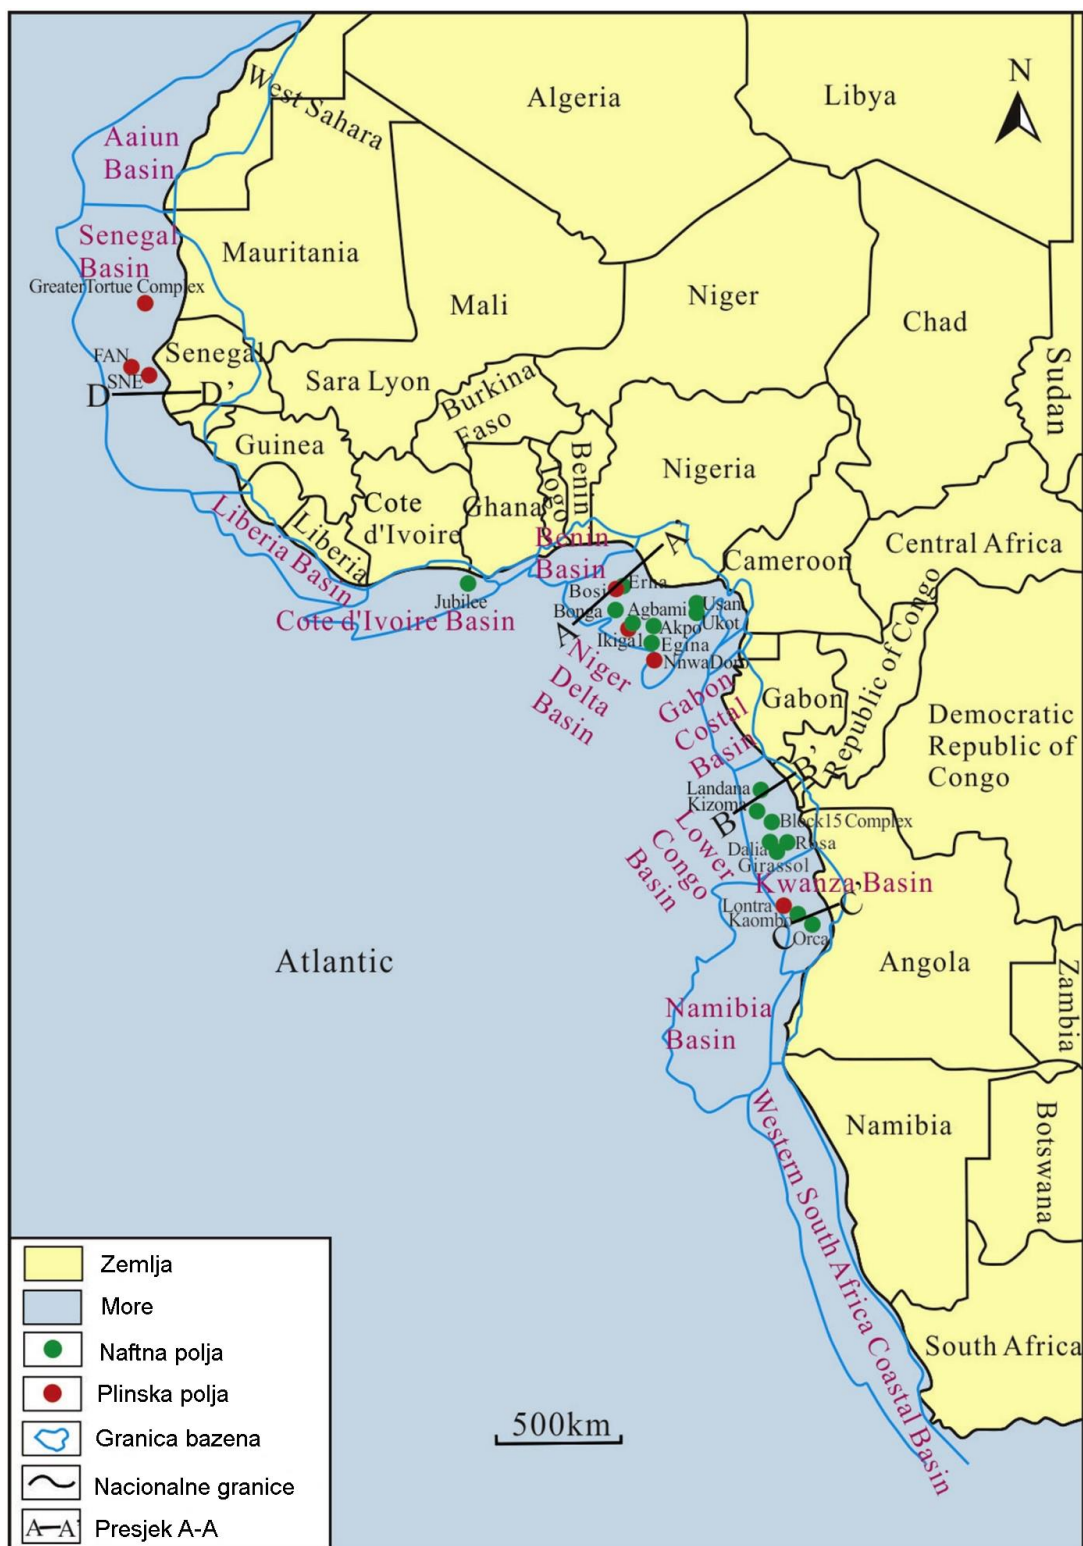 N
Algeria
Libya
West Sahara
Aaiun
Basin
Senegal
Basin
Mauritania
GreaterTortue Complex
Mali
Niger
Chad
Sudan
FAN
SNE
Senegal
D
D'
Sara Lyon
Burkina
Faso
Guinea
Benin
Togo
Nigeria
Cote
d'Ivoire
Ghana
Liberia
Liberia Basin
Cameroon
Central Africa
Benin
Basin
A'
Erha
Bosi
Jubilee
Bonga
Agbami
Usan
Ukot
Akpo
Cote d'Ivoire Basin
A
Ikigal
Egina
NnwaDoro
Niger
Delta
Basin
Gabon
Costal
Basin
Gabon
Republic of Congo
Democratic
Republic of
Congo
B'
Landana
Kizoma
B
Block15 Complex
Lower
Congo
Basin
Dalia
Rosa
Girassol
Kwanza Basin
C'
Lontra
Kaombo
C
Orca
Atlantic
Angola
Zambia
Namibia
Basin
Namibia
Botswana
Western South Africa Coastal Basin
South Africa
500km
Zemlja
More
Naftna polja
Plinska polja
Granica bazena
Nacionalne granice
A A'
Presjek A-A